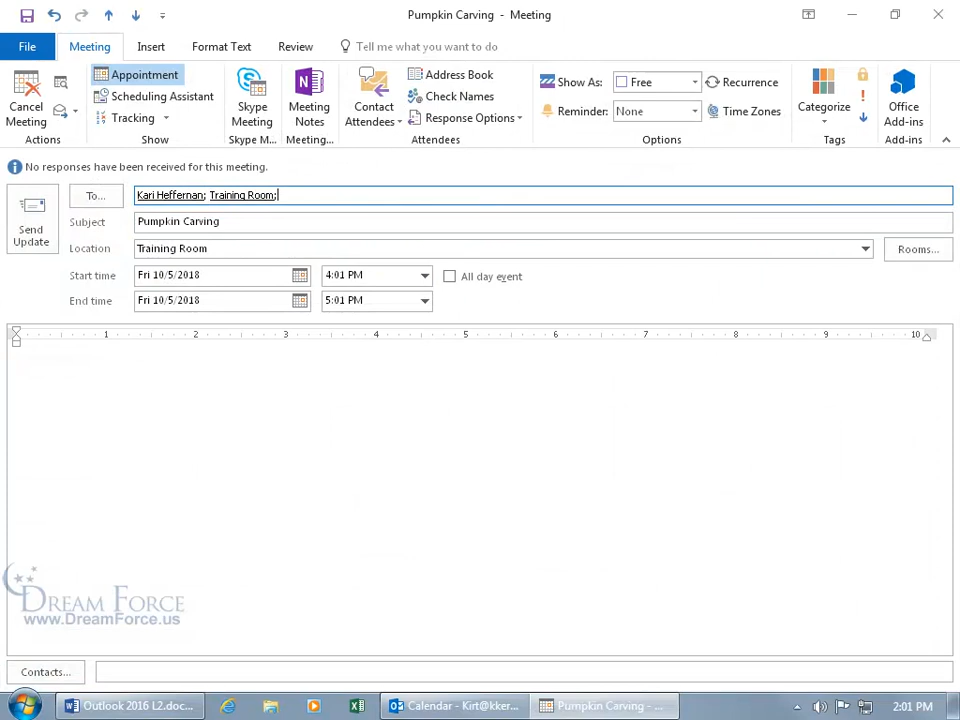 Pumpkin Carving - Meeting
File Meeting Insert Format Text Review Tell me what you want to do
Cancel Meeting
Actions
Appointment
Scheduling Assistant
Tracking
Show
Skype Meeting
Skype M...
Meeting Notes
Meeting...
Contact Attendees
Address Book
Check Names
Response Options
Attendees
Show As: Free
Reminder: None
Recurrence
Time Zones
Options
Categorize
Tags
Office Add-ins
Add-ins
No responses have been received for this meeting.
Send Update
To... Kari Heffernan; Training Room;
Subject Pumpkin Carving
Location Training Room Rooms...
Start time Fri 10/5/2018 4:01 PM All day event
End time Fri 10/5/2018 5:01 PM
1 2 3 4 5 6 7 8 9 10
DREAM FORCE
www.DreamForce.us
Contacts...
Outlook 2016 L2.doc... Calendar - Kirt@kker... Pumpkin Carving - ... 2:01 PM